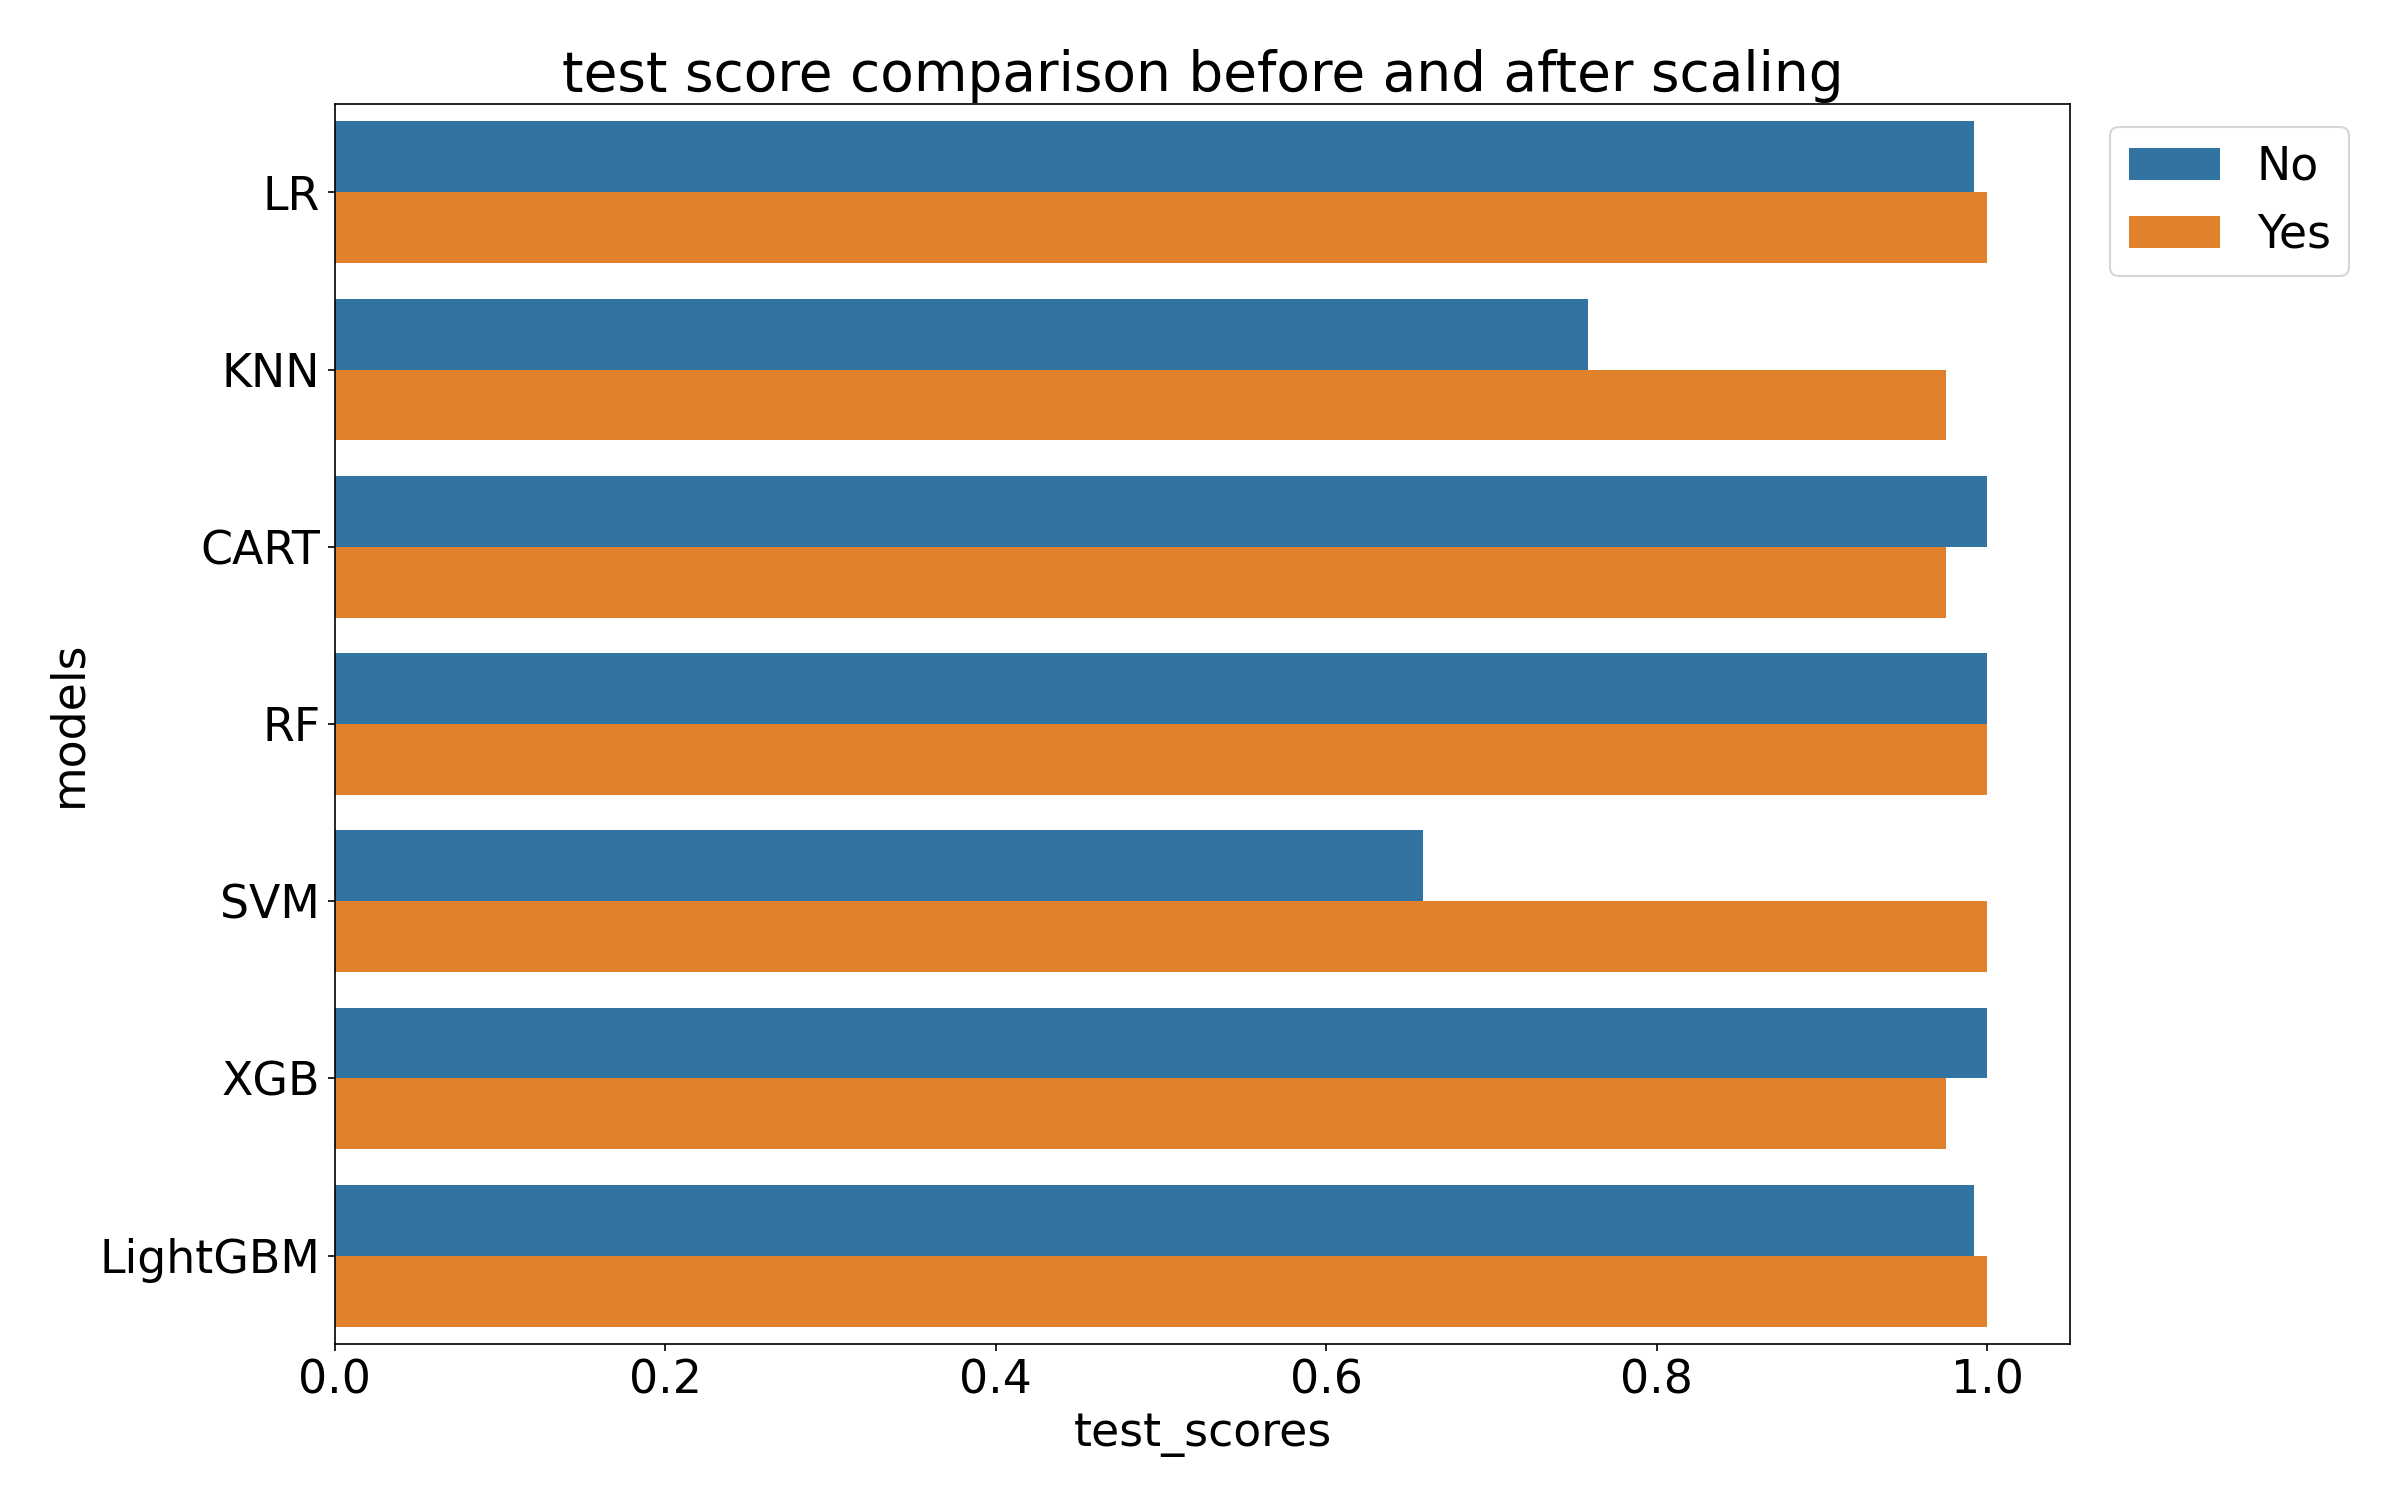 test score comparison before and after scaling
No
Yes
LR
KNN
CART
RF
SVM
XGB
LightGBM
models
0.0 0.2 0.4 0.6 0.8 1.0
test_scores